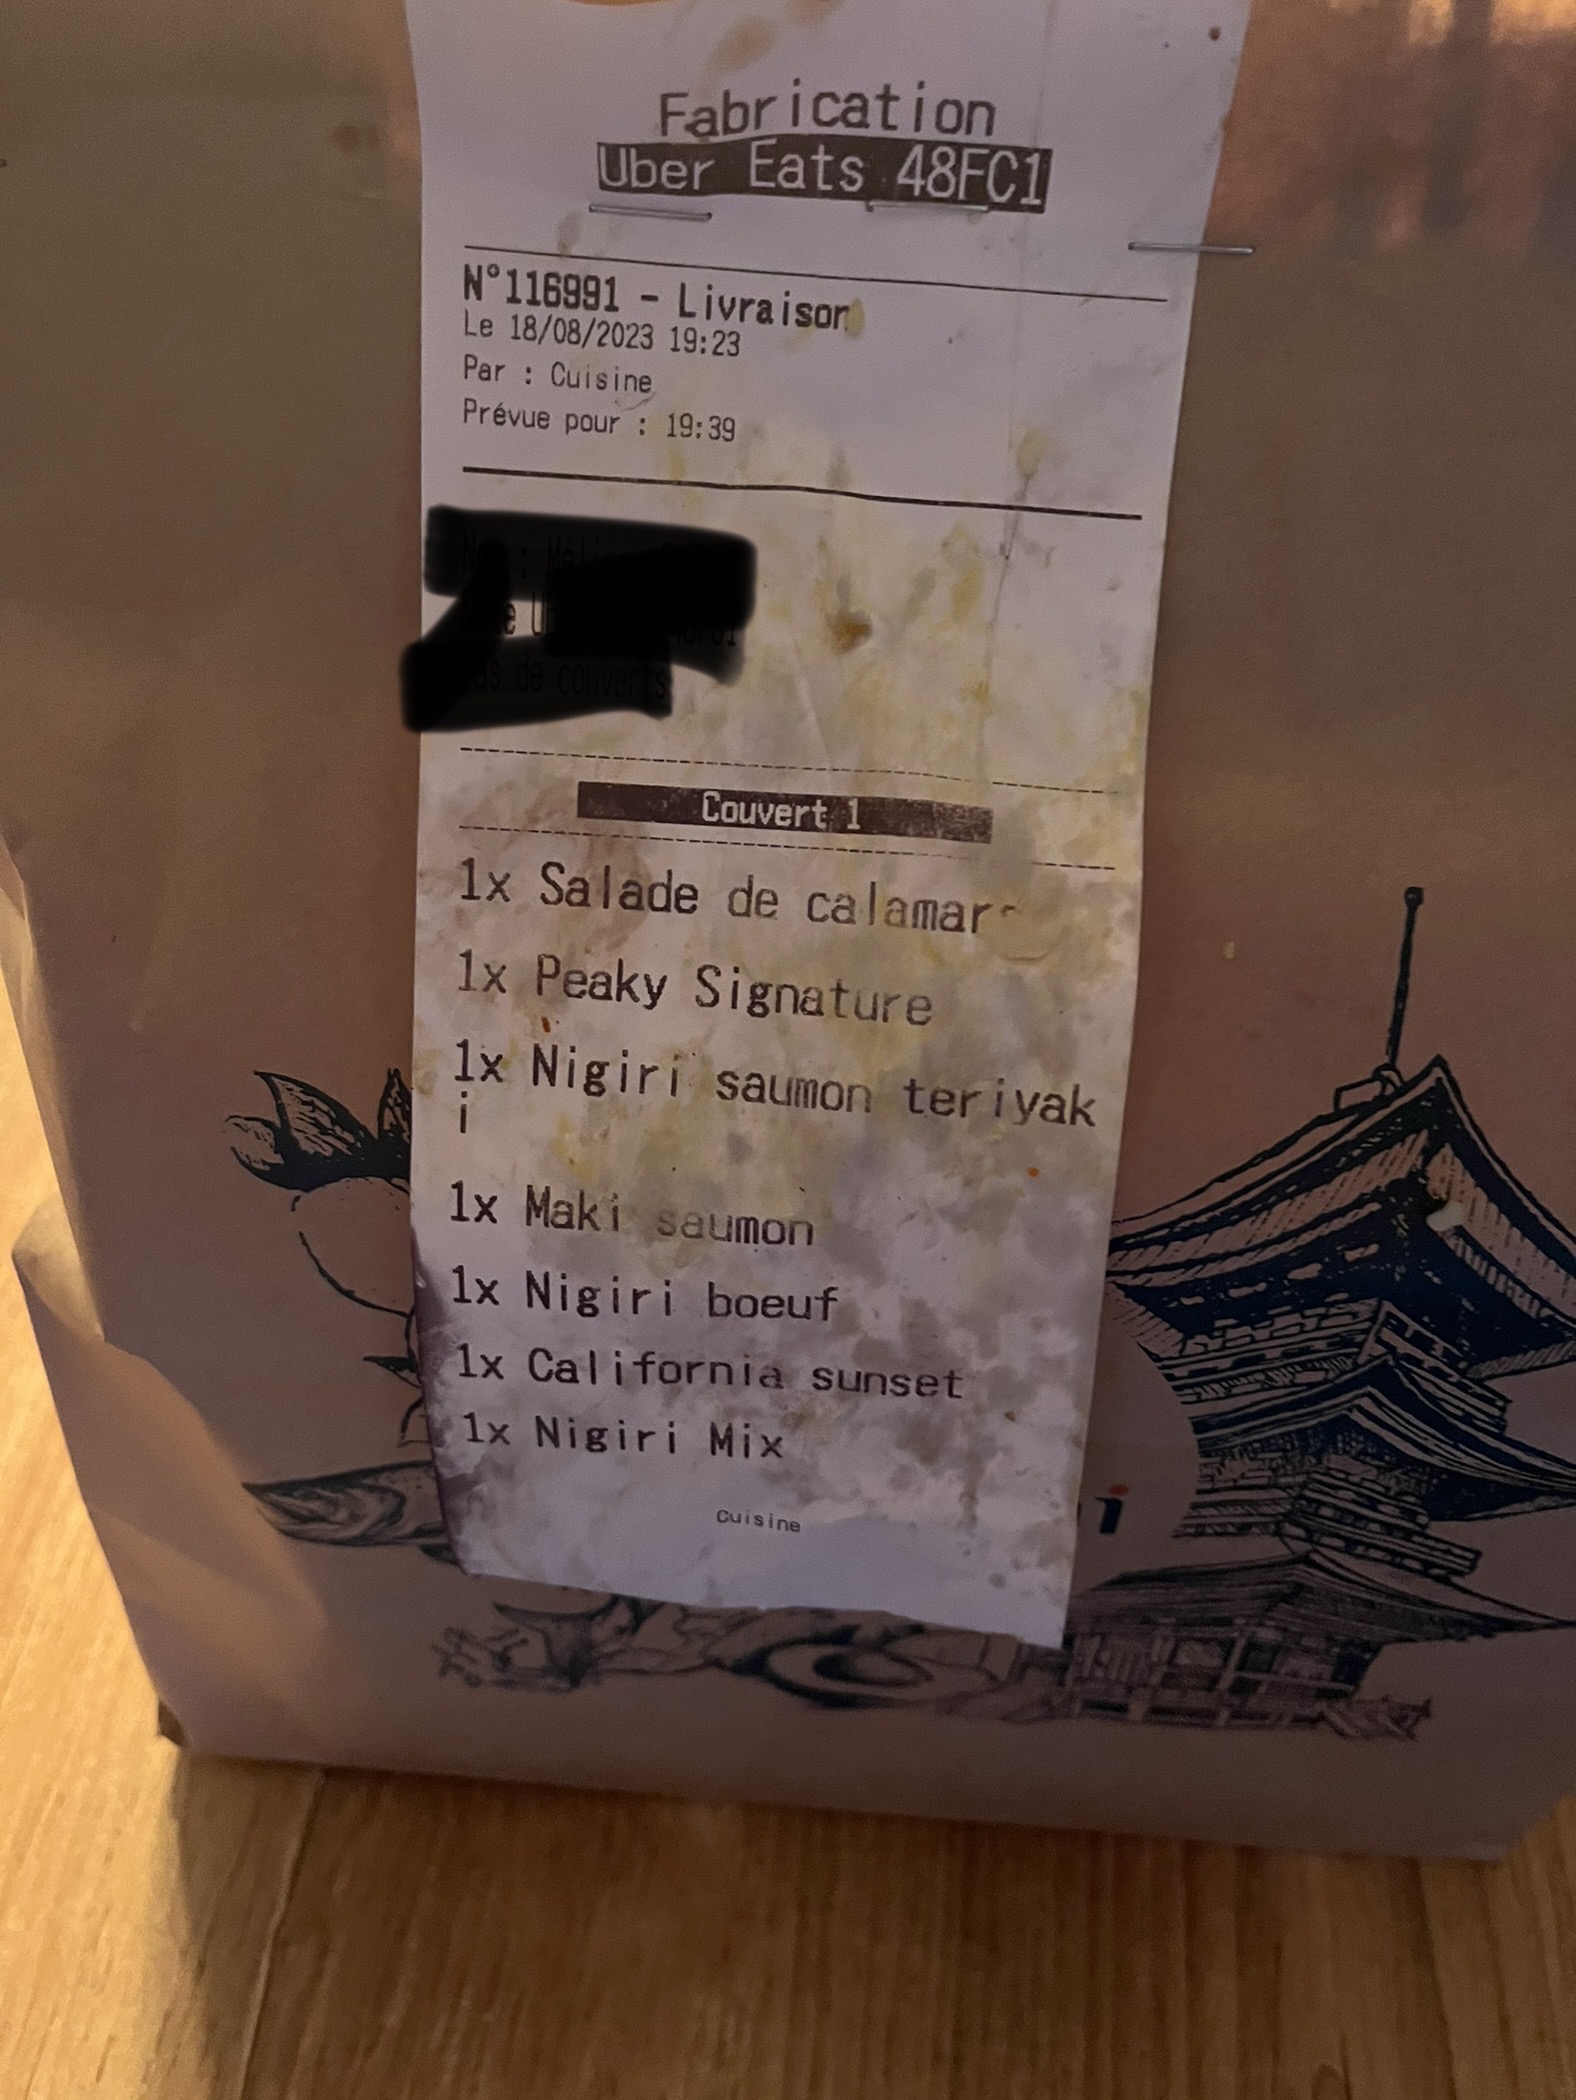 Fabrication
Uber Eats 48FC1
N°116991 - Livraison
Le 18/08/2023 19:23
Par : Cuisine
Prévue pour : 19:39
Couvert 1
1x Salade de calamar
1x Peaky Signature
1x Nigiri saumon teriyak
i
1x Maki saumon
1x Nigiri boeuf
1x California sunset
1x Nigiri Mix
Cuisine
i